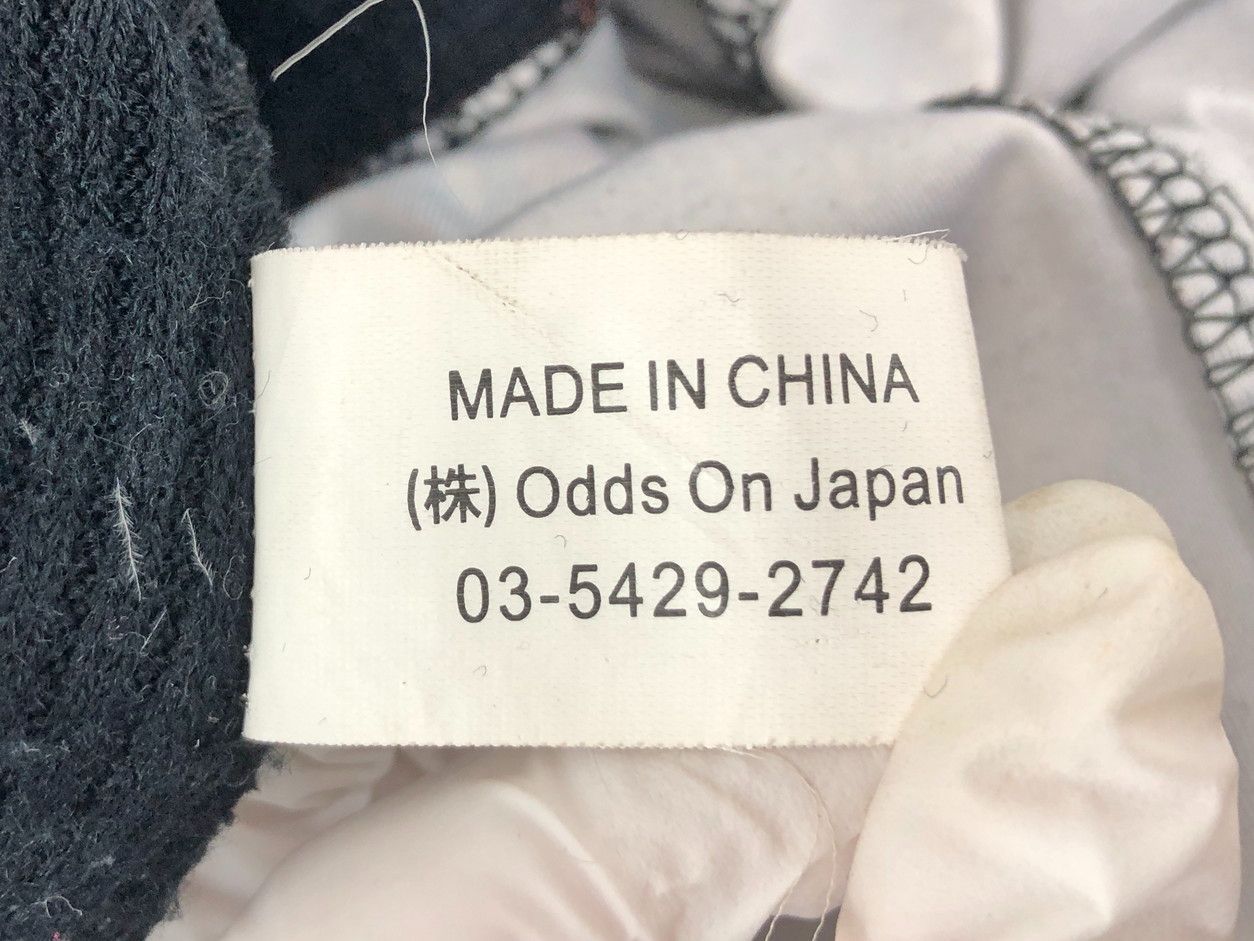 MADE IN CHINA
(株) Odds On Japan
03-5429-2742